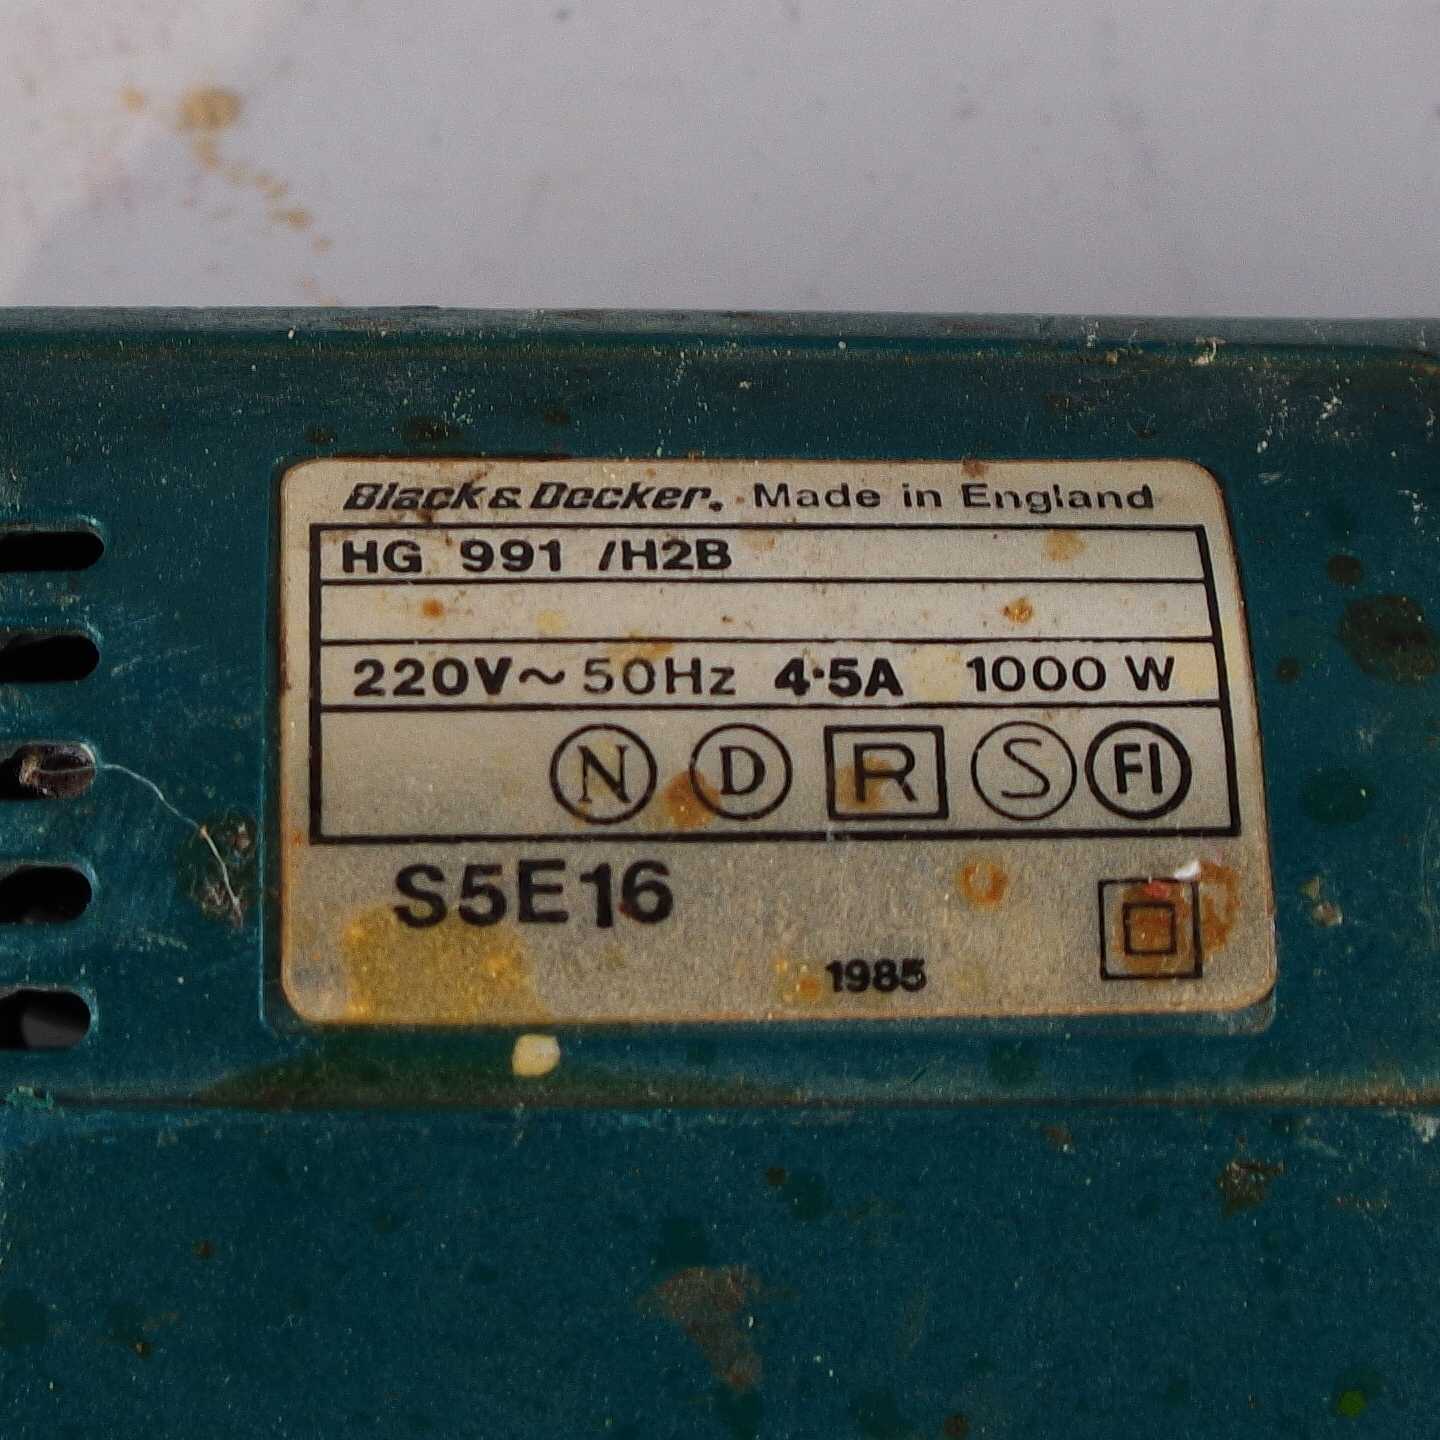 Black & Decker. Made in England
HG 991 /H2B
220V~ 50Hz 4·5A 1000 W
N D R S FI
S5E16
1985